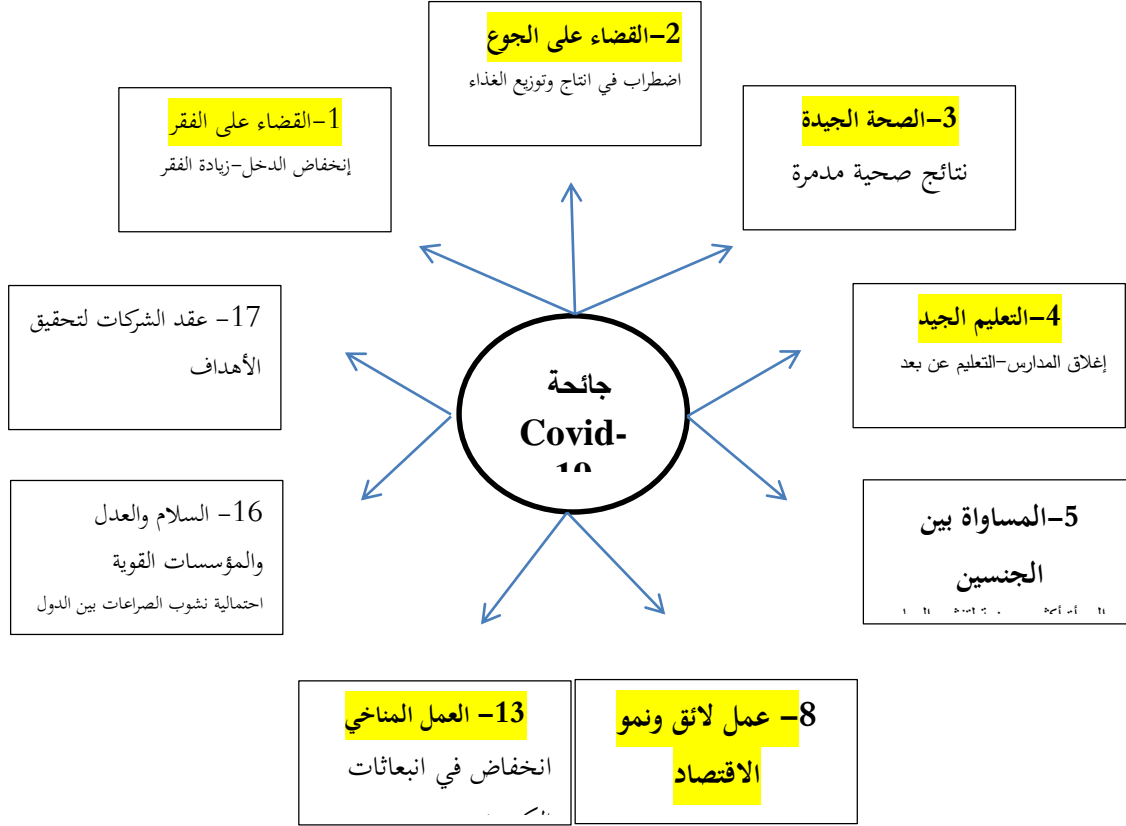 2–القضاء على الجوع
اضطراب في انتاج وتوزيع الغذاء
1–القضاء على الفقر
إنخفاض الدخل–زيادة الفقر
3–الصحة الجيدة
نتائج صحية مدمرة
17– عقد الشركات لتحقيق
الأهداف
4–التعليم الجيد
إغلاق المدارس–التعليم عن بعد
جائحة
Covid-
16– السلام والعدل
والمؤسسات القوية
احتمالية نشوب الصراعات بين الدول
5–المساواة بين
الجنسين
13– العمل المناخي
انخفاض في انبعاثات
8– عمل لائق ونمو
الاقتصاد